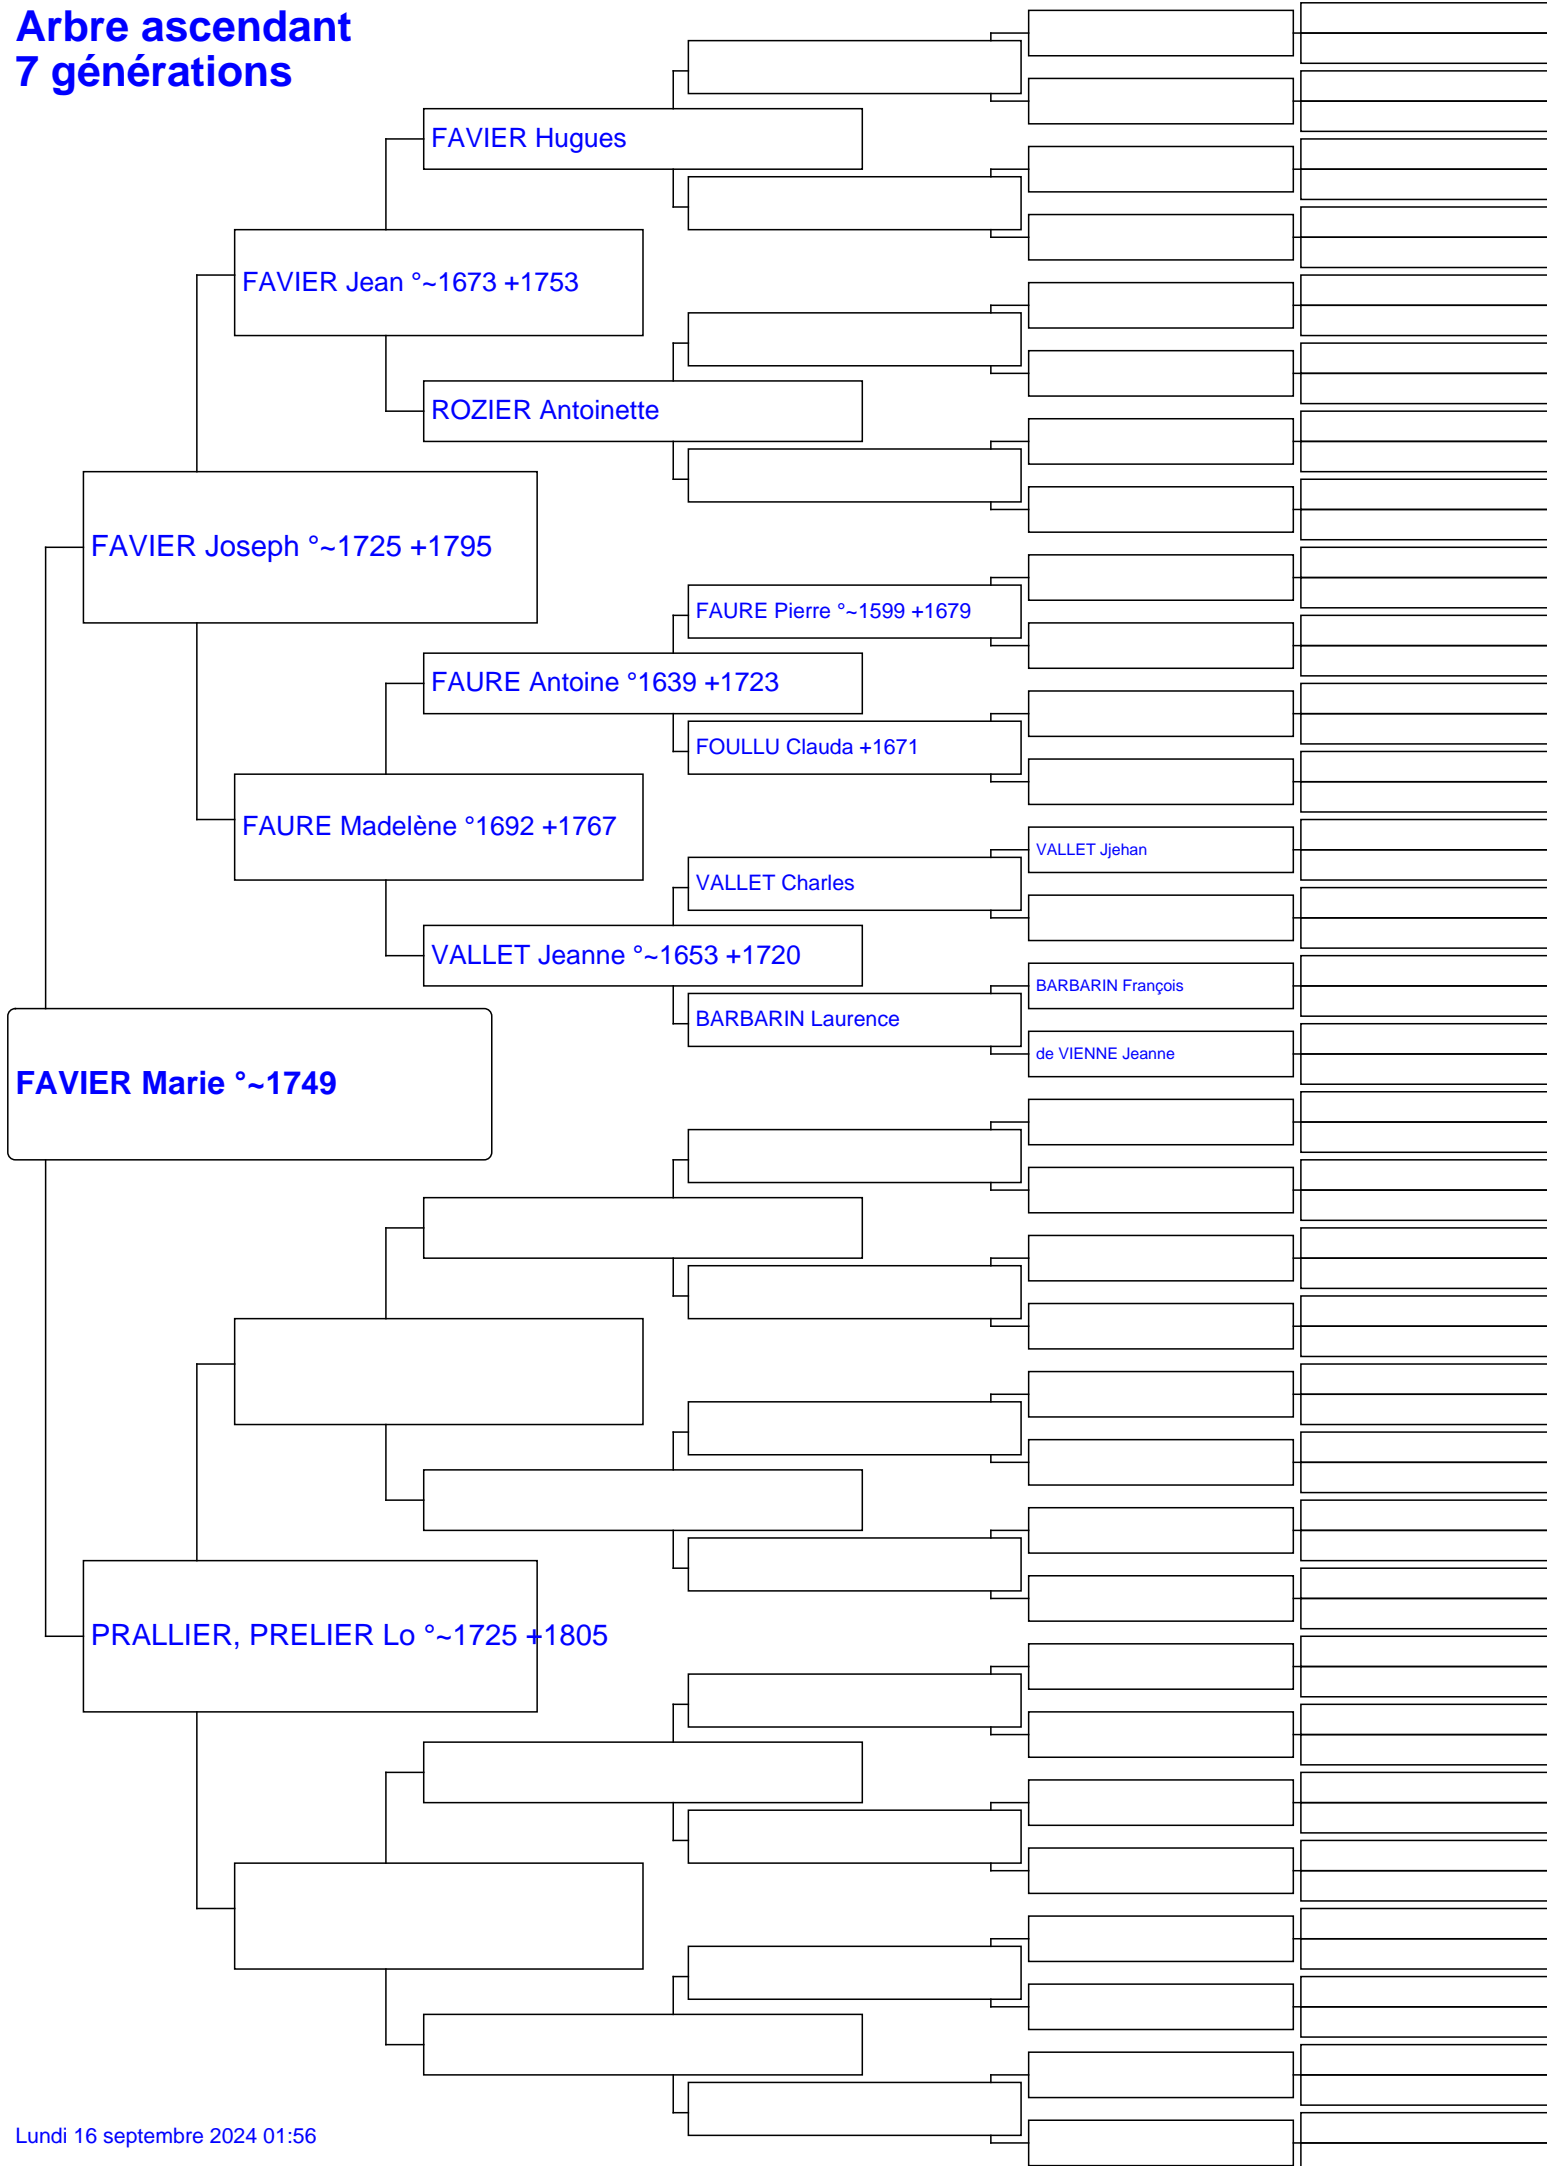 Arbre ascendant
7 générations
FAVIER Hugues
FAVIER Jean °~1673 +1753
ROZIER Antoinette
FAVIER Joseph °~1725 +1795
FAURE Pierre °~1599 +1679
FAURE Antoine °1639 +1723
FOULLU Clauda +1671
FAURE Madelène °1692 +1767
VALLET Jjehan
VALLET Charles
VALLET Jeanne °~1653 +1720
BARBARIN François
BARBARIN Laurence
de VIENNE Jeanne
FAVIER Marie °~1749
PRALLIER, PRELIER Lo °~1725 +1805
Lundi 16 septembre 2024 01:56